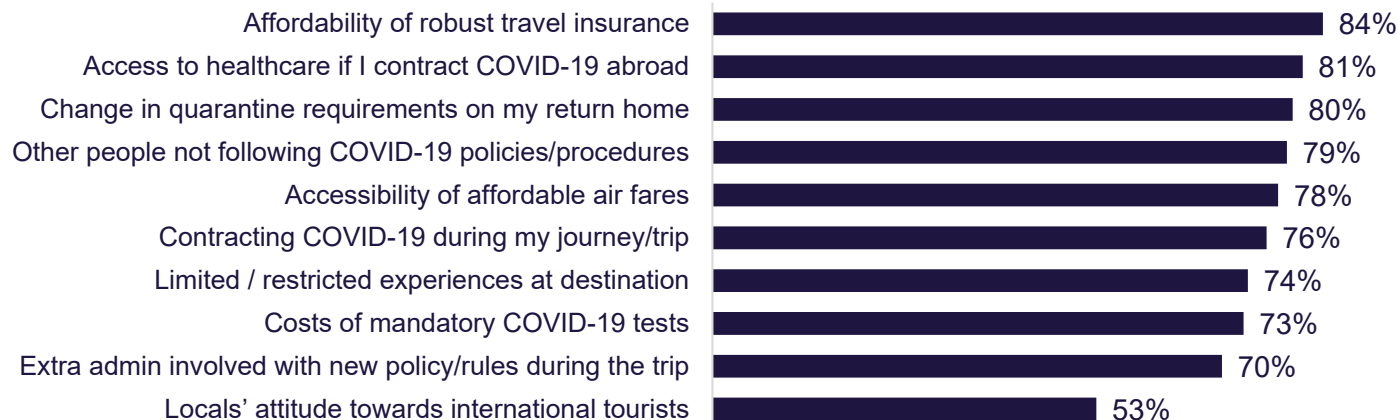 Affordability of robust travel insurance 84%
Access to healthcare if I contract COVID-19 abroad 81%
Change in quarantine requirements on my return home 80%
Other people not following COVID-19 policies/procedures 79%
Accessibility of affordable air fares 78%
Contracting COVID-19 during my journey/trip 76%
Limited / restricted experiences at destination 74%
Costs of mandatory COVID-19 tests 73%
Extra admin involved with new policy/rules during the trip 70%
Locals’ attitude towards international tourists 53%